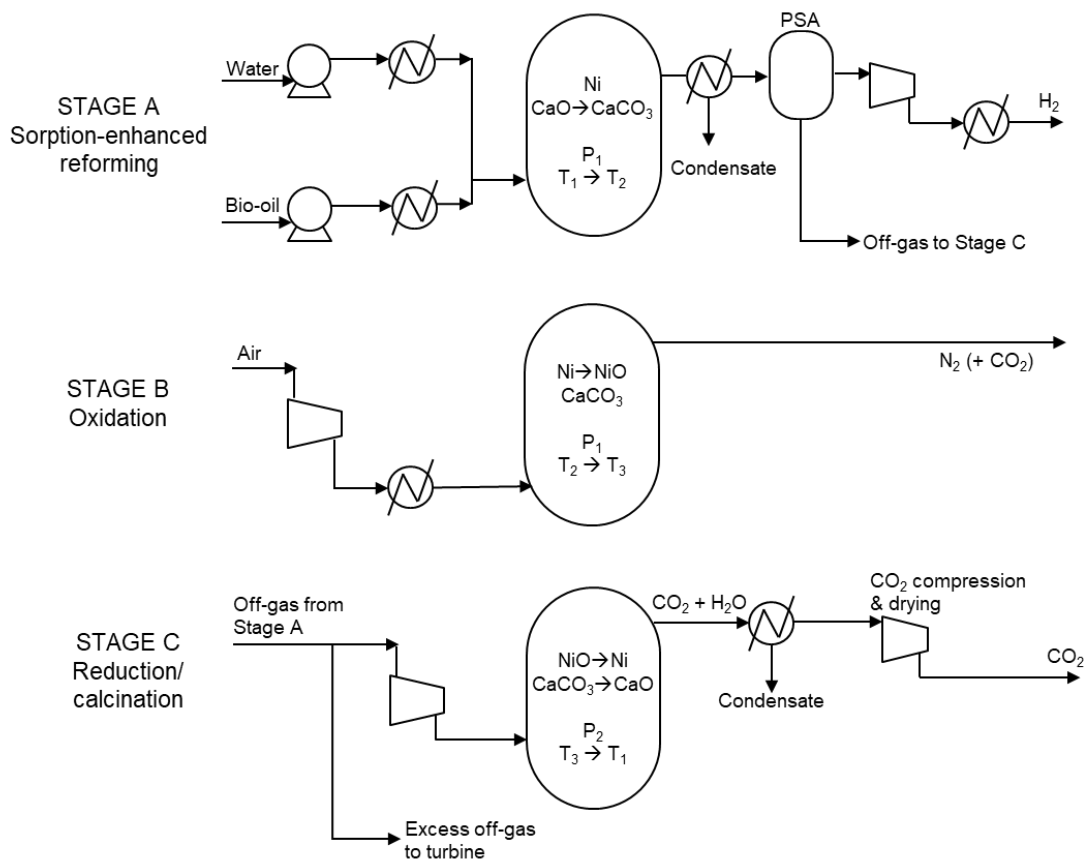 STAGE A
Sorption-enhanced
reforming
Water
Bio-oil
Ni
CaO→CaCO₃
P₁
T₁ → T₂
Condensate
PSA
H₂
Off-gas to Stage C
STAGE B
Oxidation
Air
Ni→NiO
CaCO₃
P₁
T₂ → T₃
N₂ (+ CO₂)
STAGE C
Reduction/
calcination
Off-gas from
Stage A
NiO→Ni
CaCO₃→CaO
P₂
T₃ → T₁
CO₂ + H₂O
Condensate
CO₂ compression
& drying
CO₂
Excess off-gas
to turbine